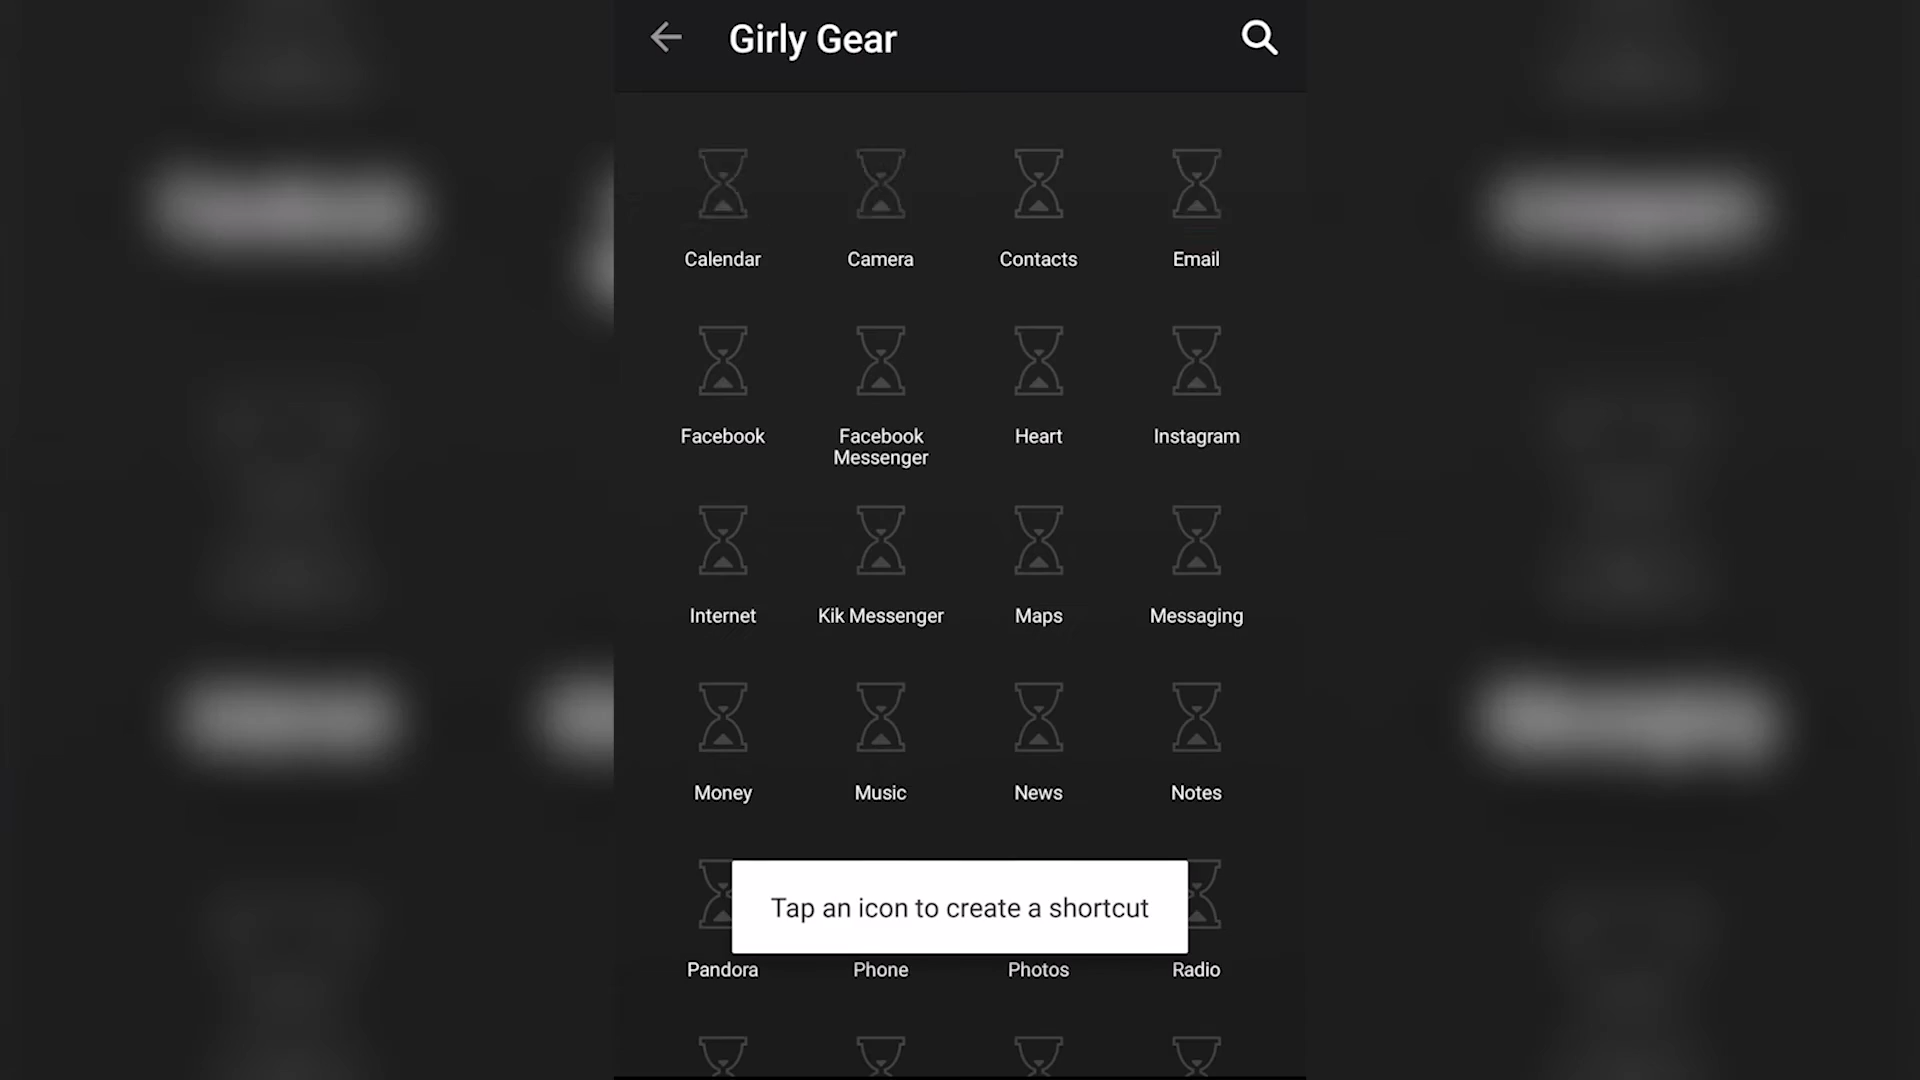 Girly Gear
Calendar
Camera
Contacts
Email
Facebook
Facebook
Messenger
Heart
Instagram
Internet
Kik Messenger
Maps
Messaging
Money
Music
News
Notes
Tap an icon to create a shortcut
Pandora
Phone
Photos
Radio